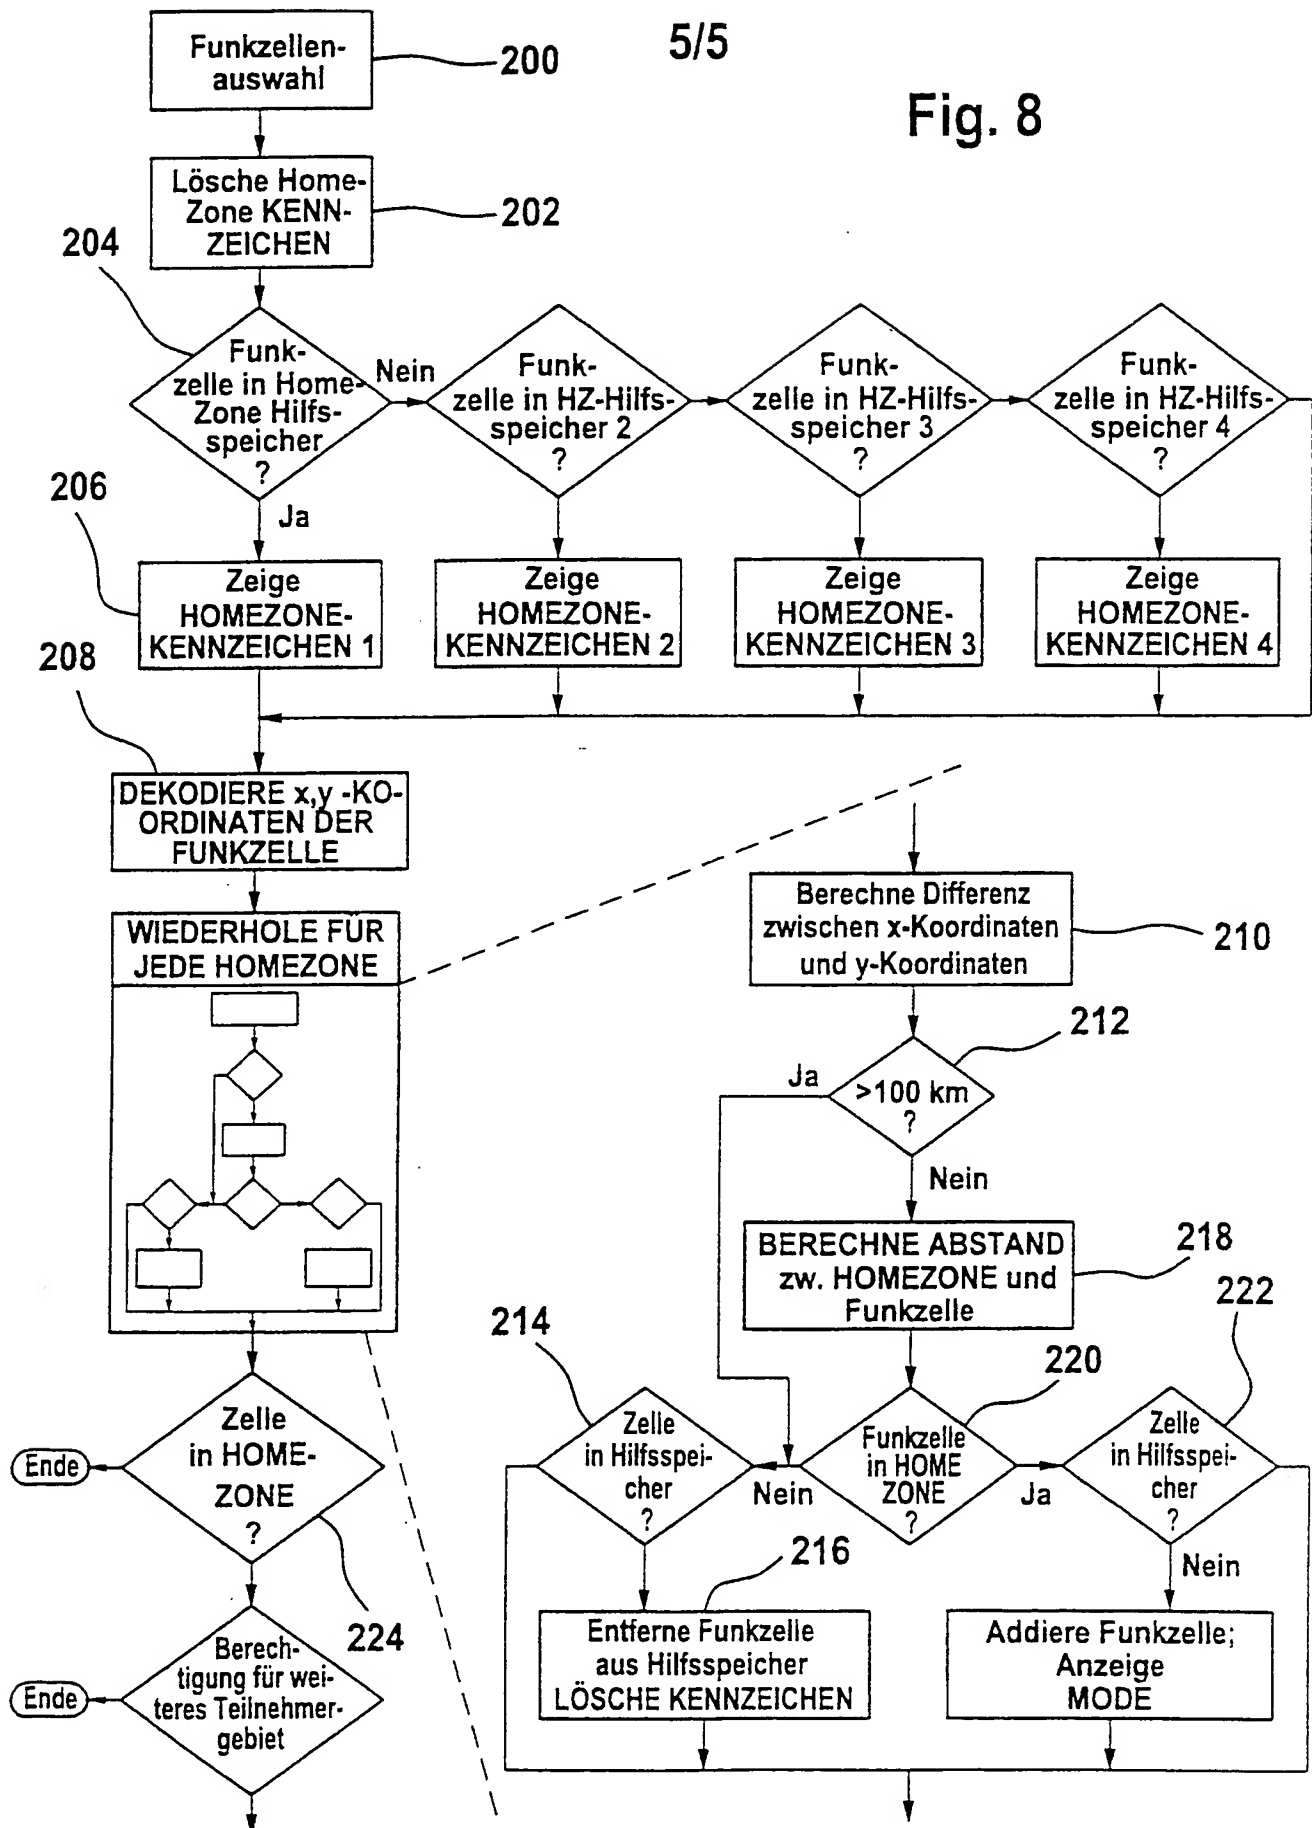 5/5
Fig. 8
Funkzellen-
auswahl
200
Lösche Home-
Zone KENN-
ZEICHEN
202
204
Funk-
zelle in Home-
Zone Hilfs-
speicher
?
Nein
Funk-
zelle in HZ-Hilfs-
speicher 2
?
Funk-
zelle in HZ-Hilfs-
speicher 3
?
Funk-
zelle in HZ-Hilfs-
speicher 4
?
Ja
206
Zeige
HOMEZONE-
KENNZEICHEN 1
Zeige
HOMEZONE-
KENNZEICHEN 2
Zeige
HOMEZONE-
KENNZEICHEN 3
Zeige
HOMEZONE-
KENNZEICHEN 4
208
DEKODIERE x,y -KO-
ORDINATEN DER
FUNKZELLE
WIEDERHOLE FÜR
JEDE HOMEZONE
Berechne Differenz
zwischen x-Koordinaten
und y-Koordinaten
210
212
Ja
>100 km
?
Nein
BERECHNE ABSTAND
zw. HOMEZONE und
Funkzelle
218
214
220
222
Zelle
in Hilfsspei-
cher
?
Nein
Funkzelle
in HOME
ZONE
?
Ja
Zelle
in Hilfsspei-
cher
?
Nein
216
Entferne Funkzelle
aus Hilfsspeicher
LÖSCHE KENNZEICHEN
Addiere Funkzelle;
Anzeige
MODE
Zelle
in HOME-
ZONE
?
Ende
224
Berech-
tigung für wei-
teres Teilnehmer-
gebiet
Ende